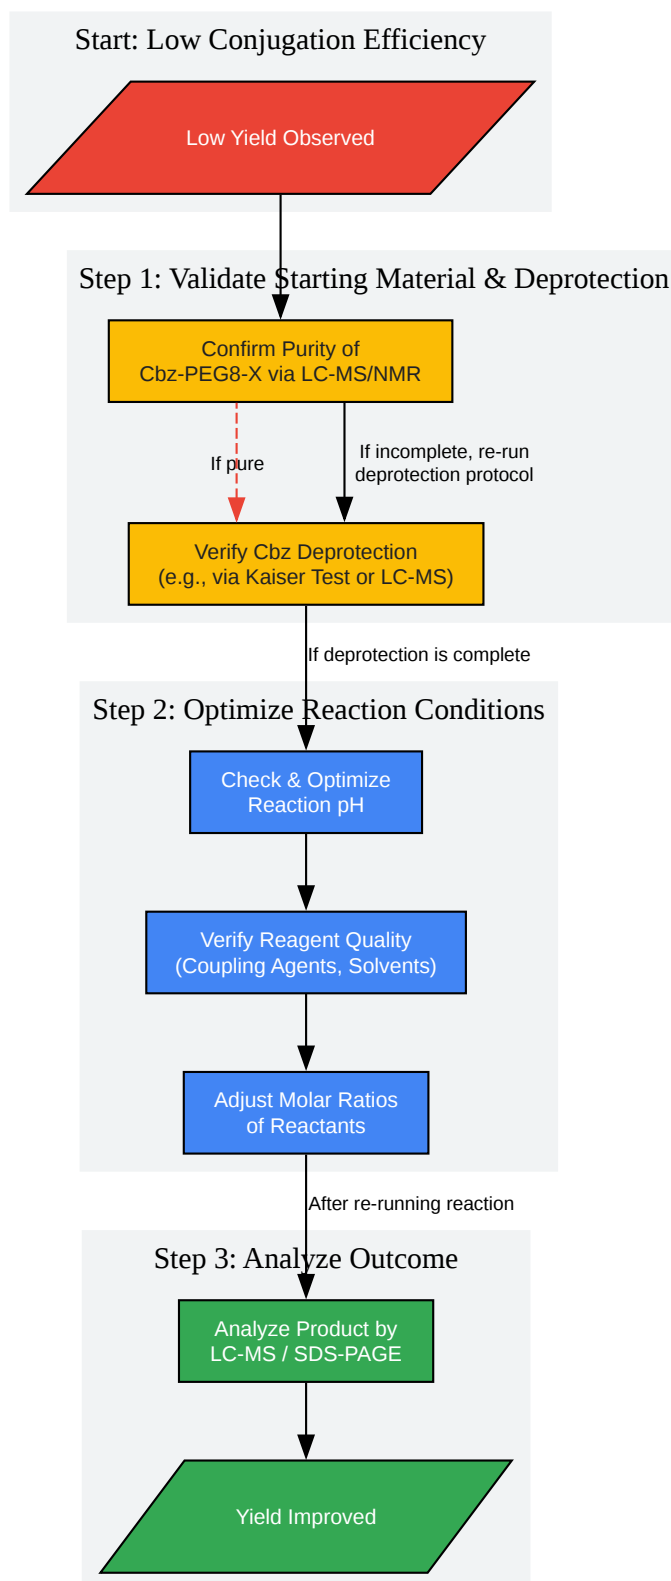 Start: Low Conjugation Efficiency
Low Yield Observed
Step 1: Validate Starting Material & Deprotection
Confirm Purity of
Cbz-PEG8-X via LC-MS/NMR
If pure
If incomplete, re-run
deprotection protocol
Verify Cbz Deprotection
(e.g., via Kaiser Test or LC-MS)
If deprotection is complete
Step 2: Optimize Reaction Conditions
Check & Optimize
Reaction pH
Verify Reagent Quality
(Coupling Agents, Solvents)
Adjust Molar Ratios
of Reactants
After re-running reaction
Step 3: Analyze Outcome
Analyze Product by
LC-MS / SDS-PAGE
Yield Improved